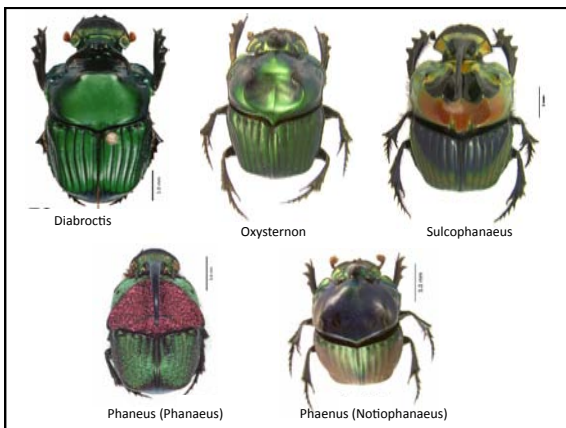 Diabroctis
Oxysternon
Sulcophanaeus
Phaneus (Phanaeus)
Phaenus (Notiophanaeus)